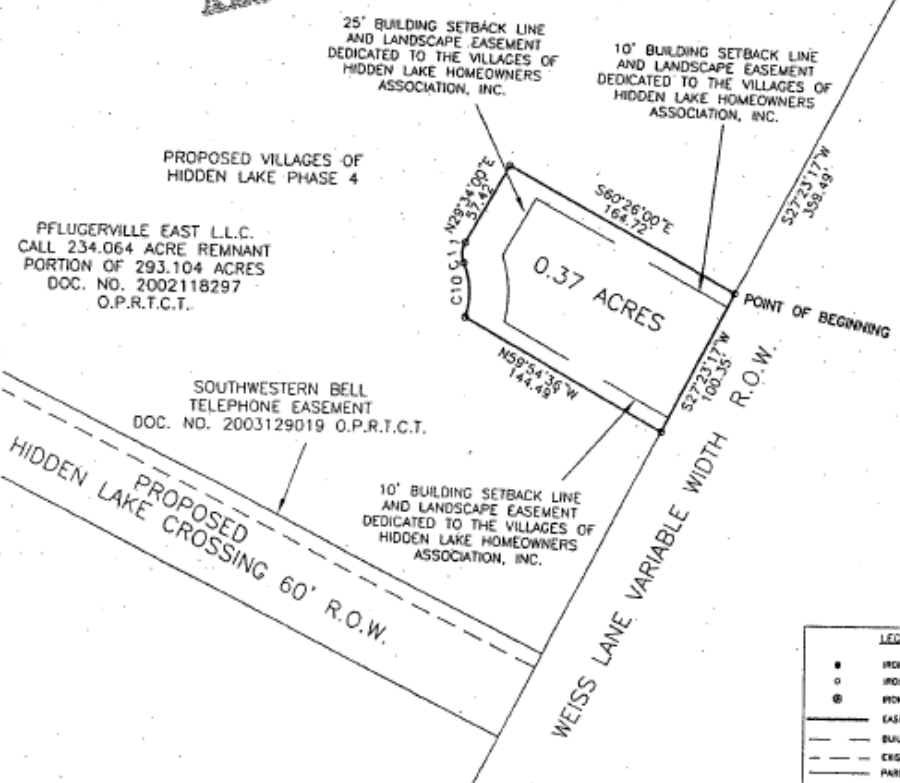 25' BUILDING SETBACK LINE
AND LANDSCAPE EASEMENT
DEDICATED TO THE VILLAGES OF
HIDDEN LAKE HOMEOWNERS
ASSOCIATION, INC.
10' BUILDING SETBACK LINE
AND LANDSCAPE EASEMENT
DEDICATED TO THE VILLAGES OF
HIDDEN LAKE HOMEOWNERS
ASSOCIATION, INC.
PROPOSED VILLAGES OF
HIDDEN LAKE PHASE 4
N29°34'00"E
57.42
S60°26'00"E
164.72
S27°23'17"W
359.49'
PFLUGERVILLE EAST L.L.C.
CALL 234.064 ACRE REMNANT
PORTION OF 293.104 ACRES
DOC. NO. 2002118297
O.P.R.T.C.T.
C11
C10
0.37 ACRES
POINT OF BEGINNING
N59°54'36"W
144.49
S27°23'17"W
100.35'
SOUTHWESTERN BELL
TELEPHONE EASEMENT
DOC. NO. 2003129019 O.P.R.T.C.T.
10' BUILDING SETBACK LINE
AND LANDSCAPE EASEMENT
DEDICATED TO THE VILLAGES OF
HIDDEN LAKE HOMEOWNERS
ASSOCIATION, INC.
PROPOSED
HIDDEN LAKE CROSSING 60' R.O.W.
WEISS LANE VARIABLE WIDTH R.O.W.